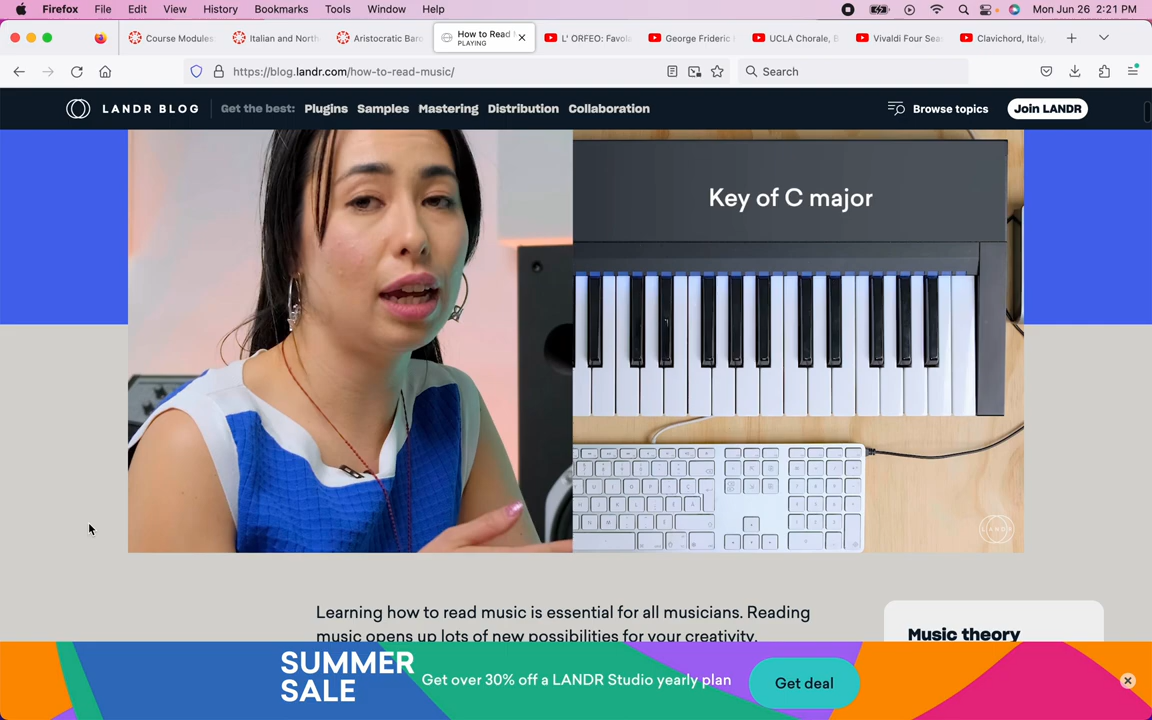 Firefox File Edit View History Bookmarks Tools Window Help Mon Jun 26 2:21 PM
Course Modules: Italian and North Aristocratic Baro How to Read M PLAYING L' ORFEO: Favola George Frideric UCLA Chorale, B Vivaldi Four Sea Clavichord, Italy,
https://blog.landr.com/how-to-read-music/ Search
LANDR BLOG Get the best: Plugins Samples Mastering Distribution Collaboration Browse topics Join LANDR
Key of C major
LANDR
Learning how to read music is essential for all musicians. Reading
music opens up lots of new possibilities for your creativity.
Music theory
SUMMER
SALE
Get over 30% off a LANDR Studio yearly plan
Get deal